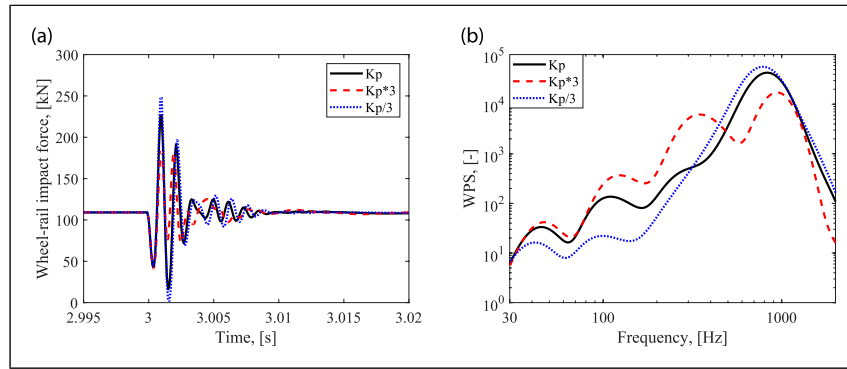 (a)
300
250
200
150
100
50
0
Wheel-rail impact force, [kN]
2.995
3
3.005
3.01
3.015
3.02
Time, [s]
Kp
Kp*3
Kp/3
(b)
10^5
10^4
10^3
10^2
10^1
10^0
WPS, [-]
30
100
1000
Frequency, [Hz]
Kp
Kp*3
Kp/3